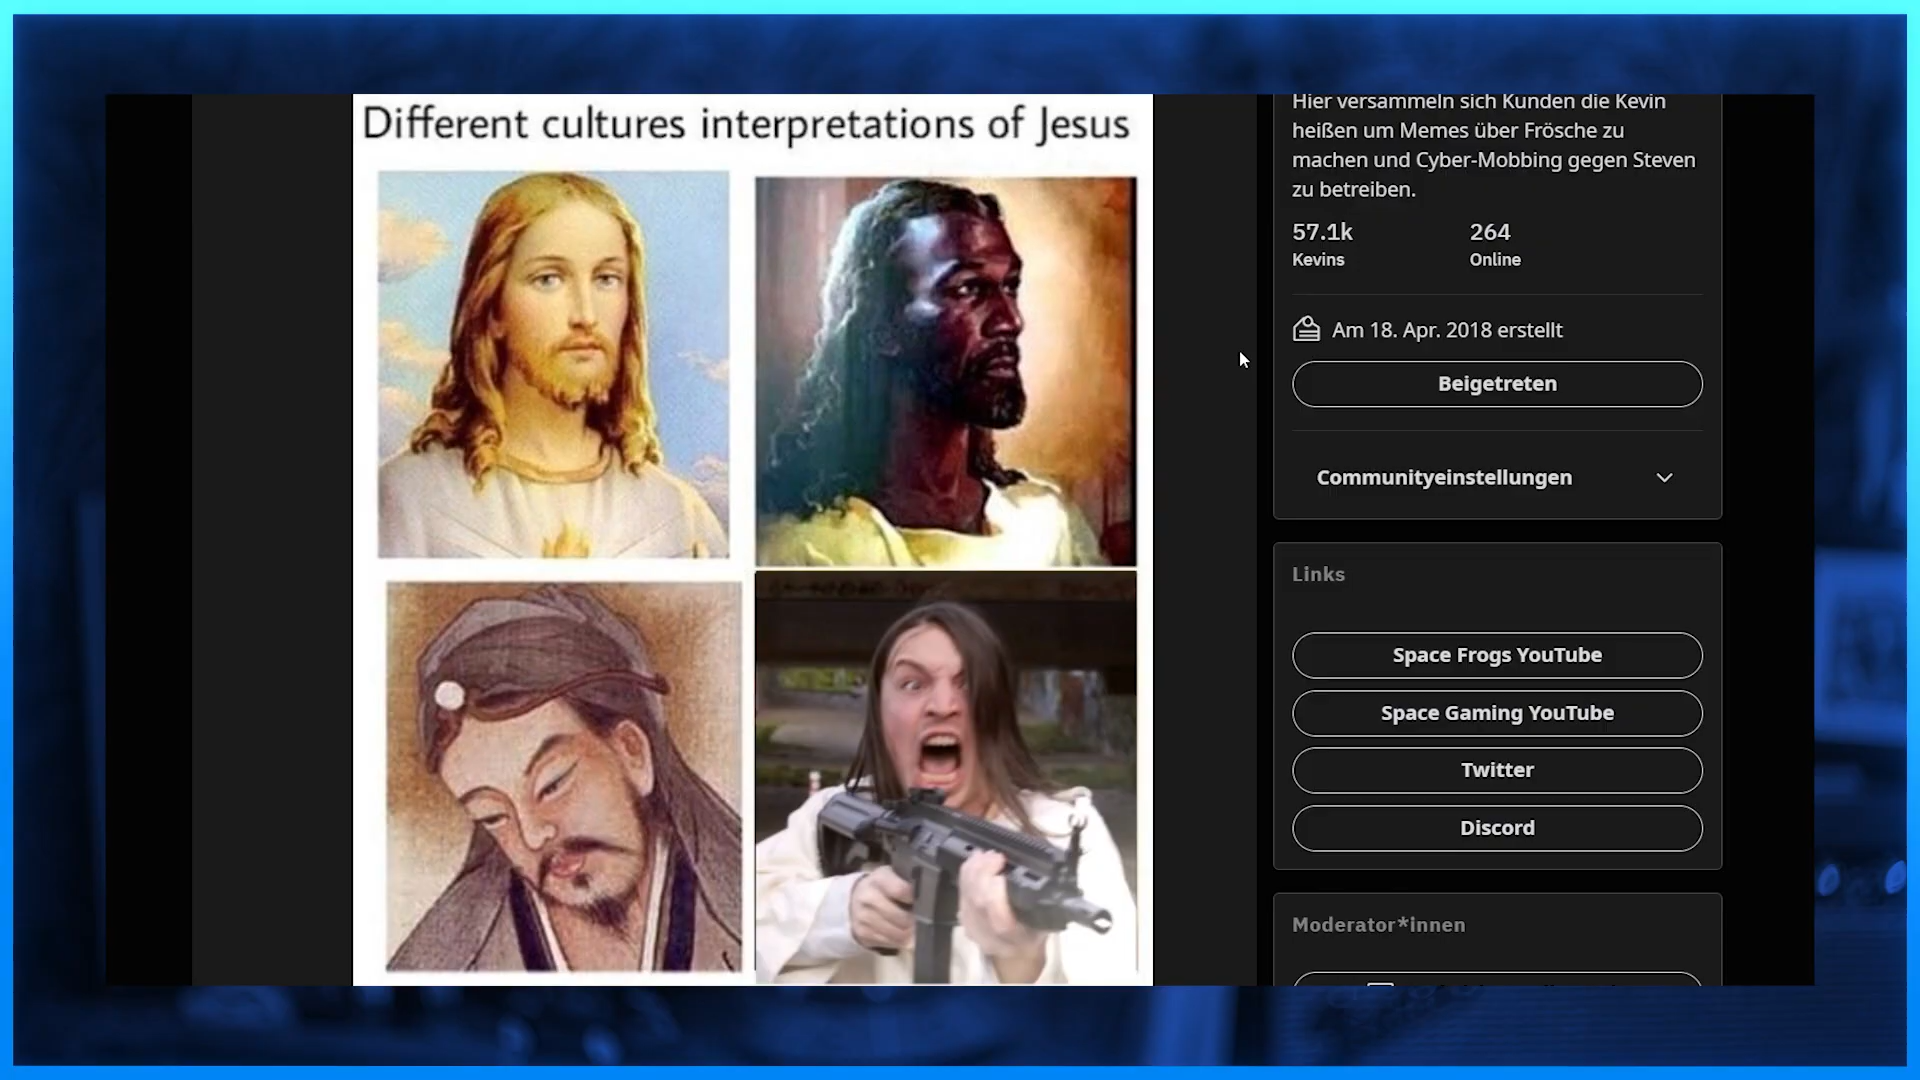 Different cultures interpretations of Jesus
Hier versammeln sich Kunden die Kevin
heißen um Memes über Frösche zu
machen und Cyber-Mobbing gegen Steven
zu betreiben.
57.1k
264
Kevins
Online
Am 18. Apr. 2018 erstellt
Beigetreten
Communityeinstellungen
Links
Space Frogs YouTube
Space Gaming YouTube
Twitter
Discord
Moderator*innen